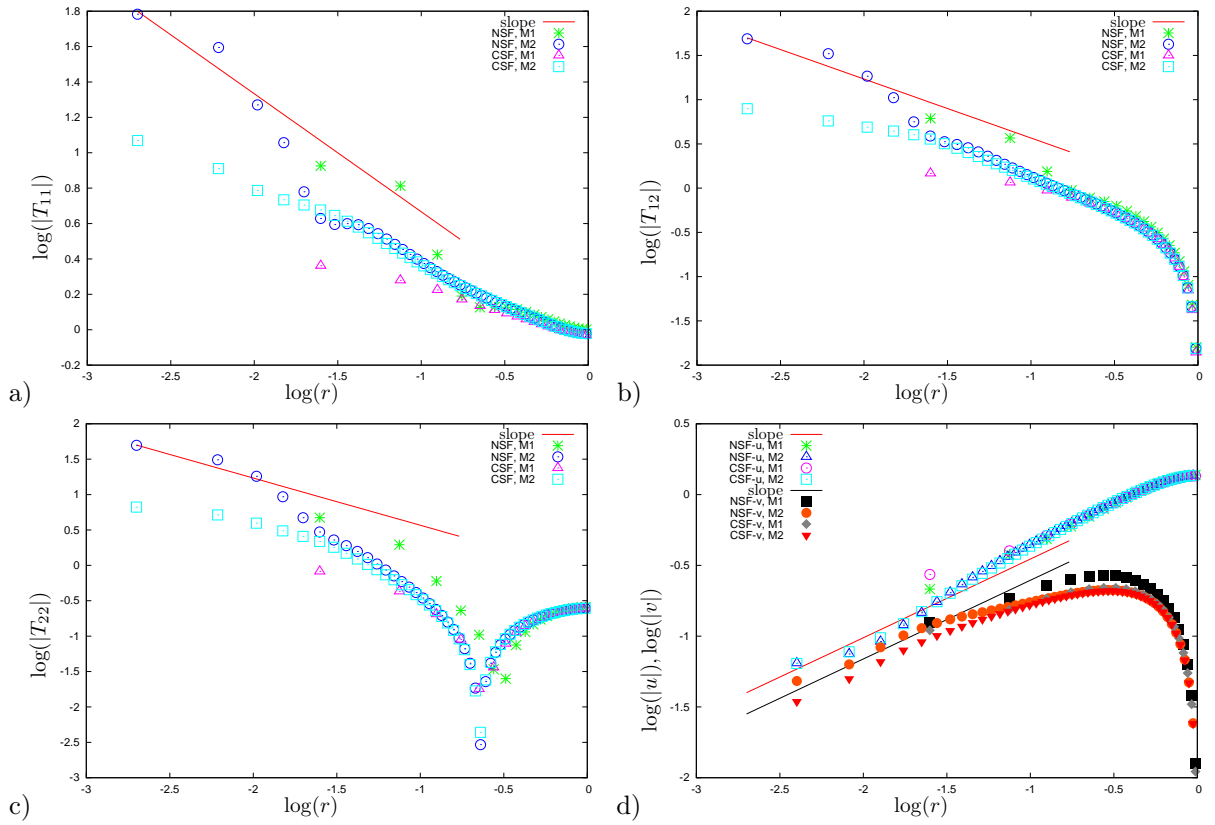 log(|T11|)
1.8
1.6
1.4
1.2
1
0.8
0.6
0.4
0.2
0
-0.2
slope
NSF, M1
NSF, M2
CSF, M1
CSF, M2
-3 -2.5 -2 -1.5 -1 -0.5 0
a) log(r)
log(|T12|)
2
1.5
1
0.5
0
-0.5
-1
-1.5
-2
slope
NSF, M1
NSF, M2
CSF, M1
CSF, M2
-3 -2.5 -2 -1.5 -1 -0.5 0
b) log(r)
log(|T22|)
2
1.5
1
0.5
0
-0.5
-1
-1.5
-2
-2.5
-3
slope
NSF, M1
NSF, M2
CSF, M1
CSF, M2
-3 -2.5 -2 -1.5 -1 -0.5 0
c) log(r)
log(|u|), log(|v|)
0.5
0
-0.5
-1
-1.5
-2
slope
NSF-u, M1
NSF-u, M2
CSF-u, M1
CSF-u, M2
slope
NSF-v, M1
NSF-v, M2
CSF-v, M1
CSF-v, M2
-3 -2.5 -2 -1.5 -1 -0.5 0
d) log(r)